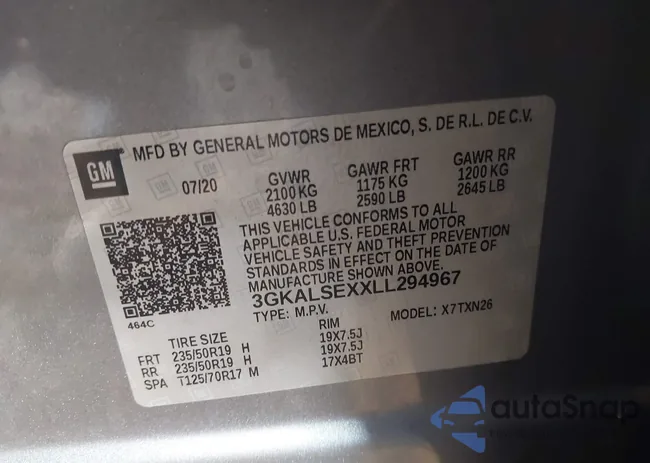 GM
MFD BY GENERAL MOTORS DE MEXICO, S. DE R.L. DE C.V.
07/20 GVWR GAWR FRT GAWR RR
2100 KG 1175 KG 1200 KG
4630 LB 2590 LB 2645 LB
THIS VEHICLE CONFORMS TO ALL
APPLICABLE U.S. FEDERAL MOTOR
VEHICLE SAFETY AND THEFT PREVENTION
STANDARDS IN EFFECT ON THE DATE OF
MANUFACTURE SHOWN ABOVE.
3GKALSEXXLL294967
464C
TYPE: M.P.V. MODEL: X7TXN26
TIRE SIZE RIM
FRT 235/50R19 H 19X7.5J
RR 235/50R19 H 19X7.5J
SPA T125/70R17 M 17X4BT
autoSnap